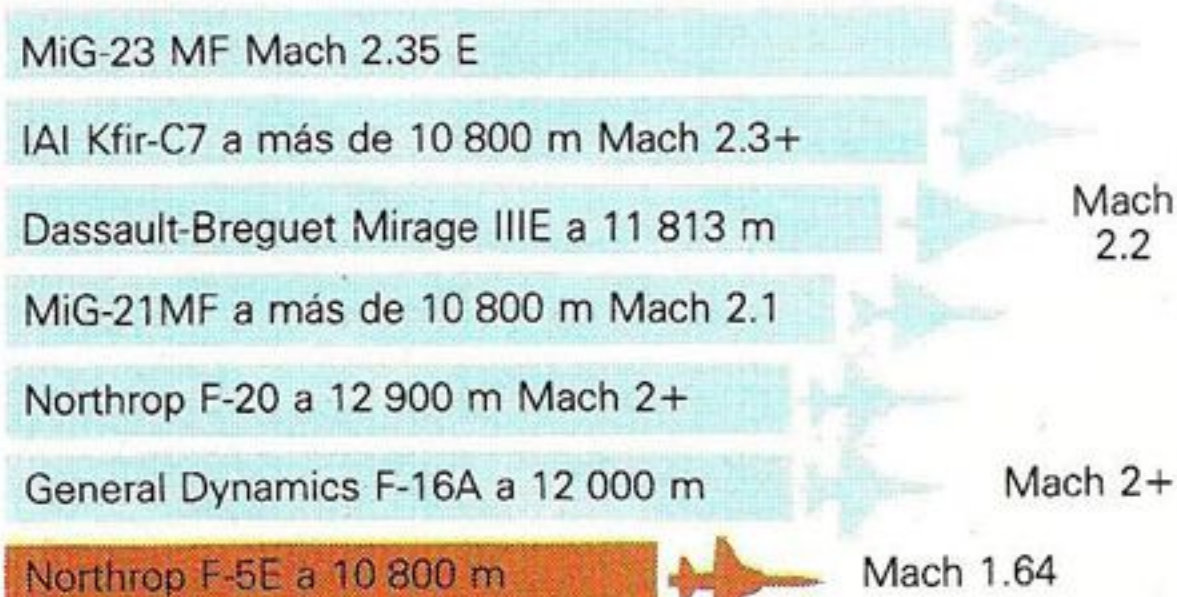 MiG-23 MF Mach 2.35 E
IAI Kfir-C7 a más de 10 800 m Mach 2.3+
Dassault-Breguet Mirage IIIE a 11 813 m
Mach
2.2
MiG-21MF a más de 10 800 m Mach 2.1
Northrop F-20 a 12 900 m Mach 2+
General Dynamics F-16A a 12 000 m
Mach 2+
Northrop F-5E a 10 800 m
Mach 1.64